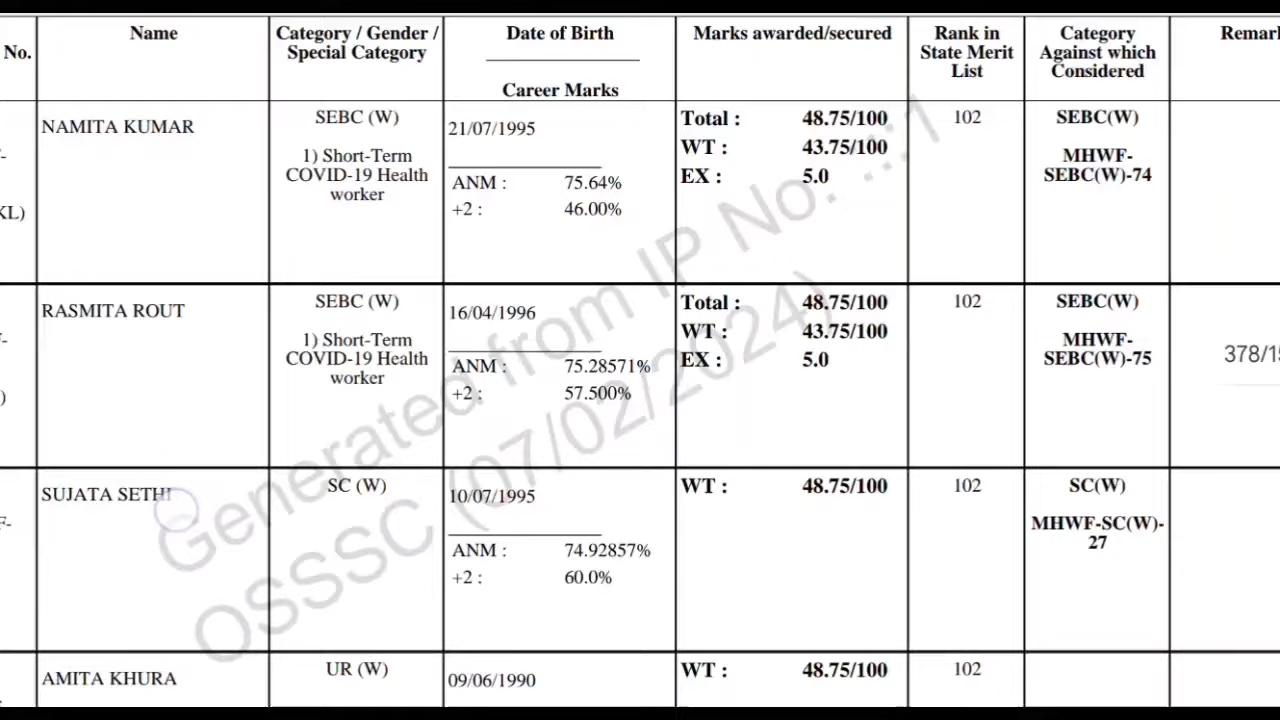 No.
Name
Category / Gender /
Special Category
Date of Birth
Career Marks
Marks awarded/secured
Rank in
State Merit
List
Category
Against which
Considered
Remar
KL)
NAMITA KUMAR
SEBC (W)
1) Short-Term
COVID-19 Health
worker
21/07/1995
ANM : 75.64%
+2 : 46.00%
Total : 48.75/100
WT : 43.75/100
EX : 5.0
102
SEBC(W)
MHWF-
SEBC(W)-74
)
RASMITA ROUT
SEBC (W)
1) Short-Term
COVID-19 Health
worker
16/04/1996
ANM : 75.28571%
+2 : 57.500%
Total : 48.75/100
WT : 43.75/100
EX : 5.0
102
SEBC(W)
MHWF-
SEBC(W)-75
378/15
F-
SUJATA SETHI
SC (W)
10/07/1995
ANM : 74.92857%
+2 : 60.0%
WT : 48.75/100
102
SC(W)
MHWF-SC(W)-
27
AMITA KHURA
UR (W)
09/06/1990
WT : 48.75/100
102
Generated from IP No. .:::1
OSSSC (07/02/2024)